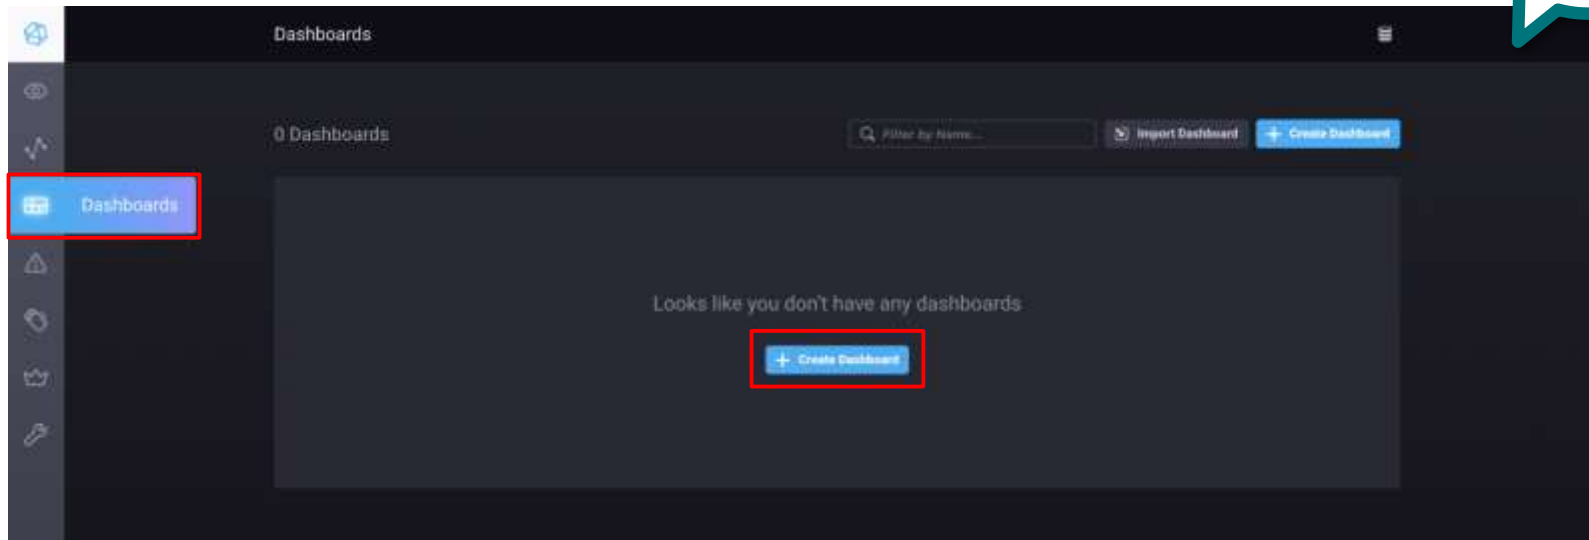 Dashboards
0 Dashboards
Filter by Name...
Import Dashboard
Create Dashboard
Dashboards
Looks like you don't have any dashboards
Create Dashboard